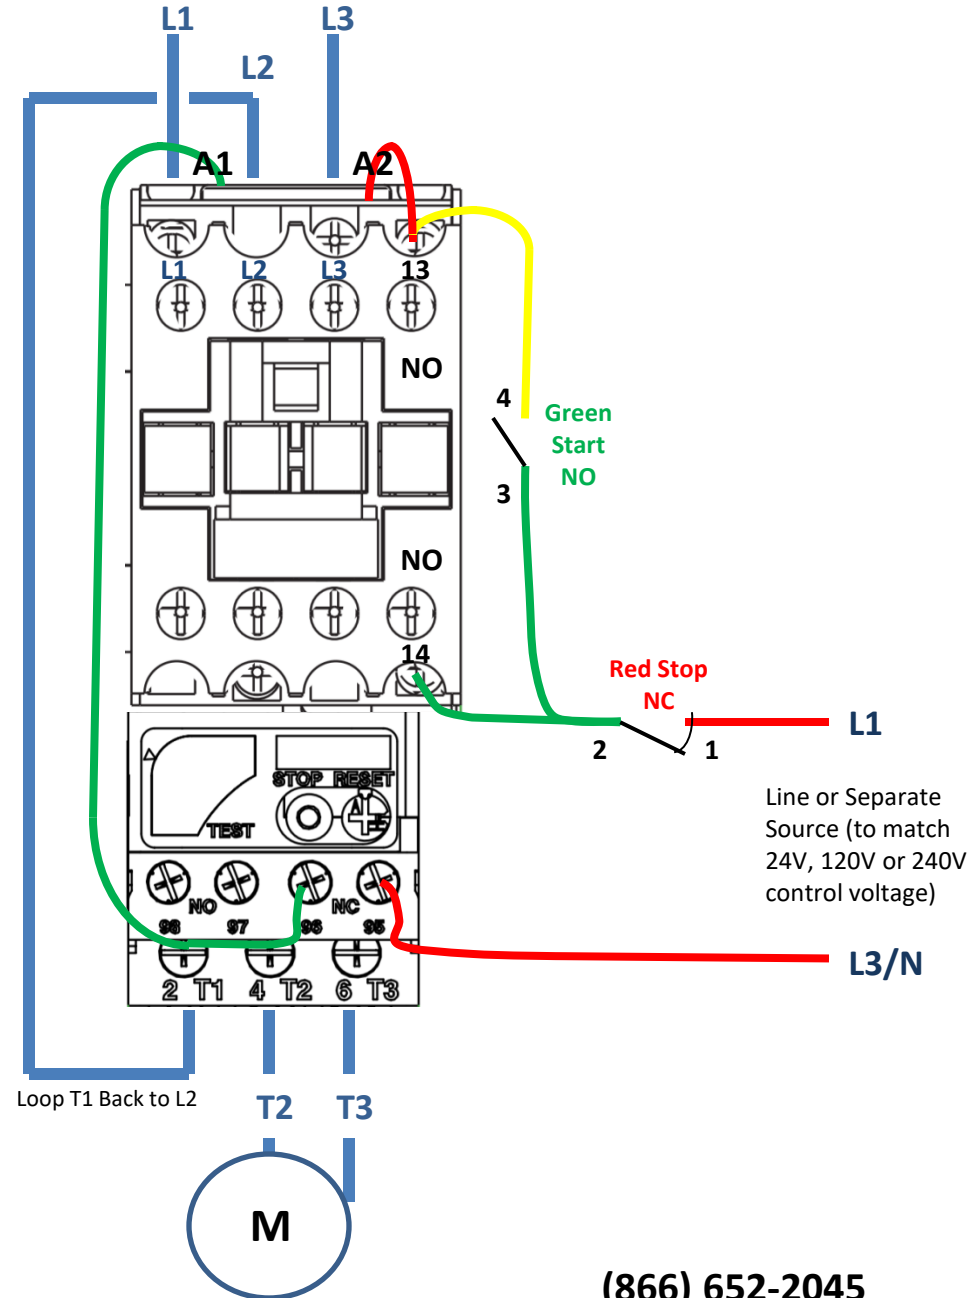 L1
L3
L2
A1
A2
L1
L2
L3
13
NO
4
Green
Start
NO
3
NO
14
Red Stop
NC
L1
2
1
STOP RESET
TEST
Line or Separate
Source (to match
24V, 120V or 240V
control voltage)
NO
NC
98
97
96
95
L3/N
2 T1 4 T2 6 T3
Loop T1 Back to L2
T2
T3
M
(866) 652-2045